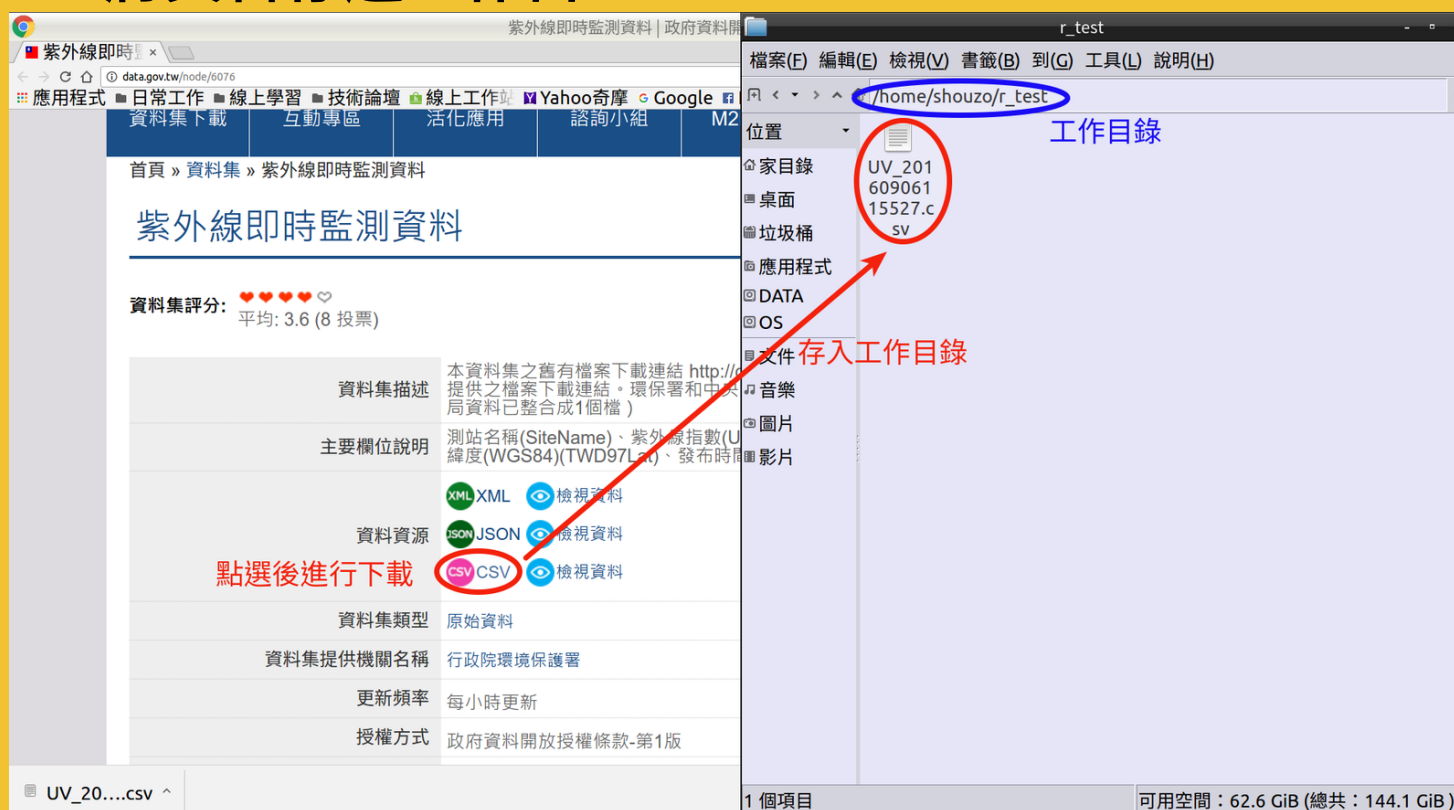 紫外線即時監測資料 | 政府資料開
紫外線即時
data.gov.tw/node/6076
應用程式 日常工作 線上學習 技術論壇 線上工作站 Yahoo奇摩 Google
資料集下載 互動專區 活化應用 諮詢小組 M2
首頁 » 資料集 » 紫外線即時監測資料
紫外線即時監測資料
資料集評分:
平均: 3.6 (8 投票)
資料集描述
本資料集之舊有檔案下載連結 http://
提供之檔案下載連結。環保署和中央
局資料已整合成1個檔 )
主要欄位說明
測站名稱(SiteName)、紫外線指數(U
緯度(WGS84)(TWD97Lat)、發布時間
資料資源
XML XML 檢視資料
JSON JSON 檢視資料
點選後進行下載
CSV CSV 檢視資料
資料集類型 原始資料
資料集提供機關名稱 行政院環境保護署
更新頻率 每小時更新
授權方式 政府資料開放授權條款-第1版
UV_20....csv
r_test
檔案(F) 編輯(E) 檢視(V) 書籤(B) 到(G) 工具(L) 說明(H)
/home/shouzo/r_test
工作目錄
位置
家目錄
桌面
垃圾桶
應用程式
DATA
OS
文件
音樂
圖片
影片
UV_201
609061
15527.c
sv
存入工作目錄
1 個項目
可用空間：62.6 GiB (總共：144.1 GiB)